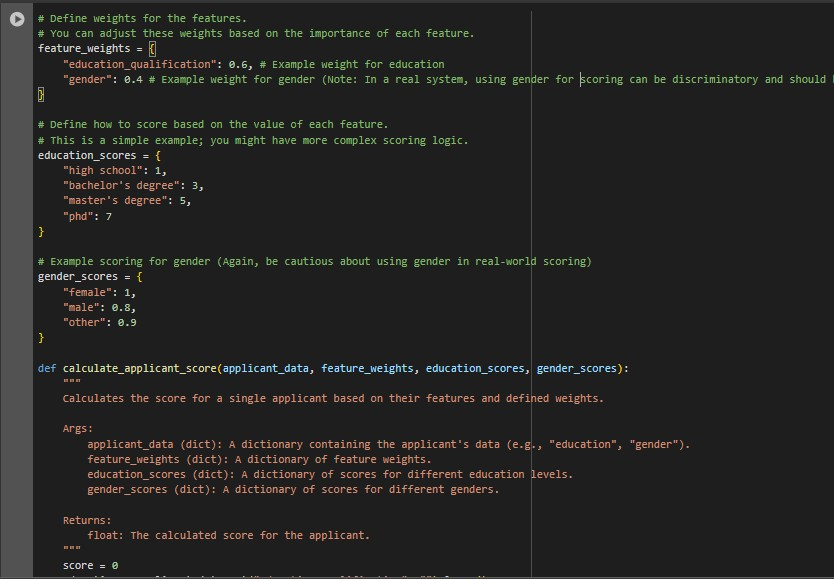 # Define weights for the features.
# You can adjust these weights based on the importance of each feature.
feature_weights = {
    "education_qualification": 0.6, # Example weight for education
    "gender": 0.4 # Example weight for gender (Note: In a real system, using gender for scoring can be discriminatory and should
}
# Define how to score based on the value of each feature.
# This is a simple example; you might have more complex scoring logic.
education_scores = {
    "high school": 1,
    "bachelor's degree": 3,
    "master's degree": 5,
    "phd": 7
}
# Example scoring for gender (Again, be cautious about using gender in real-world scoring)
gender_scores = {
    "female": 1,
    "male": 0.8,
    "other": 0.9
}
def calculate_applicant_score(applicant_data, feature_weights, education_scores, gender_scores):
    """
    Calculates the score for a single applicant based on their features and defined weights.
    Args:
        applicant_data (dict): A dictionary containing the applicant's data (e.g., "education", "gender").
        feature_weights (dict): A dictionary of feature weights.
        education_scores (dict): A dictionary of scores for different education levels.
        gender_scores (dict): A dictionary of scores for different genders.
    Returns:
        float: The calculated score for the applicant.
    """
    score = 0